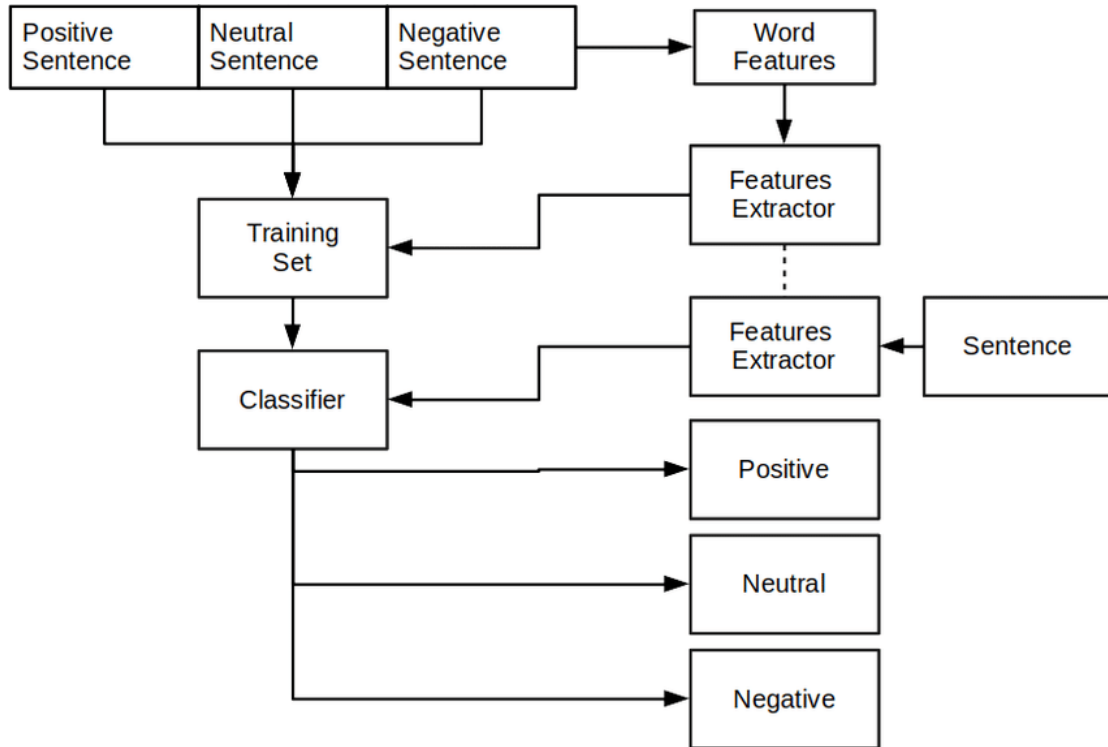 Positive
Sentence
Neutral
Sentence
Negative
Sentence
Word
Features
Features
Extractor
Training
Set
Features
Extractor
Sentence
Classifier
Positive
Neutral
Negative